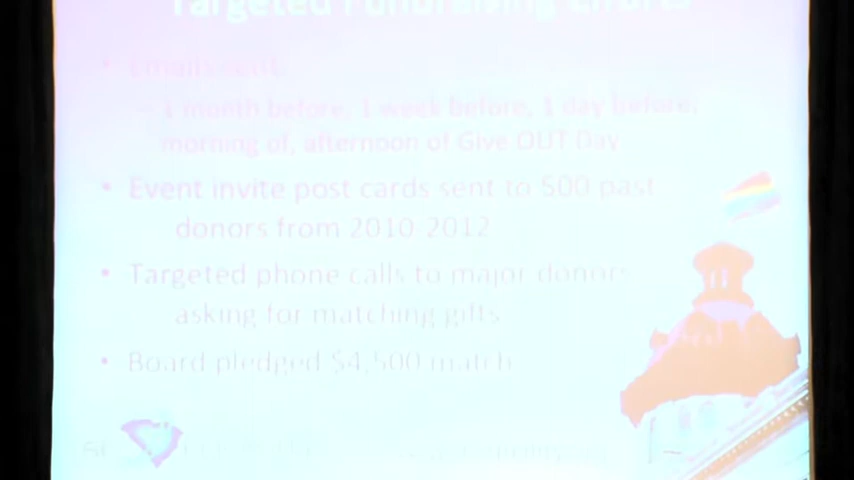 Targeted Fundraising Efforts
• Emails sent
– 1 month before, 1 week before, 1 day before,
morning of, afternoon of Give OUT Day
• Event invite post cards sent to 500 past
donors from 2010-2012
• Targeted phone calls to major donors
asking for matching gifts
• Board pledged $4,500 match